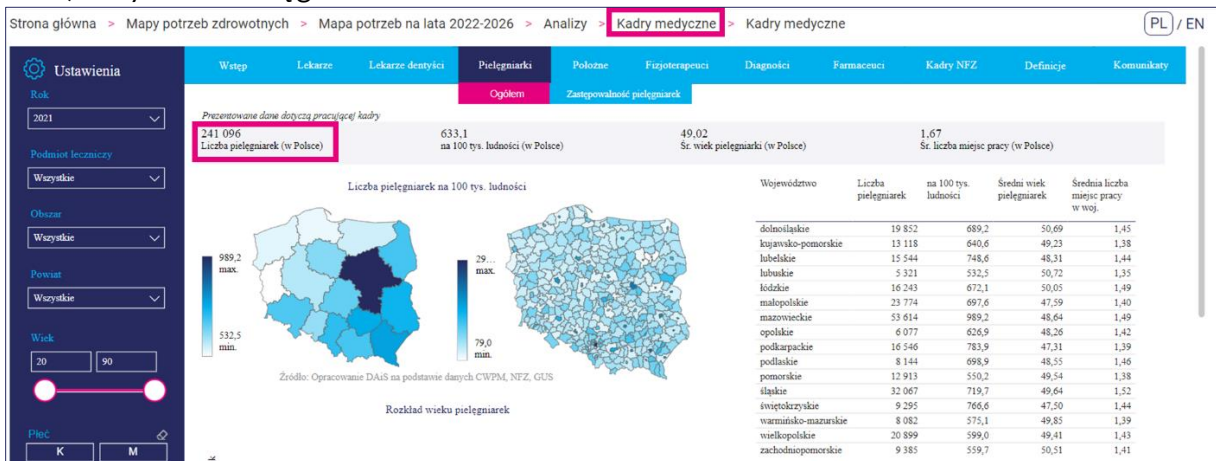 Strona główna > Mapy potrzeb zdrowotnych > Mapa potrzeb na lata 2022-2026 > Analizy > Kadry medyczne > Kadry medyczne PL / EN
Ustawienia
Wstęp Lekarze Lekarze dentyści Pielęgniarki Położne Fizjoterapeuci Diagności Farmaceuci Kadry NFZ Definicje Komunikaty
Ogółem Zastępowalność pielęgniarek
Rok
2021
Podmiot leczniczy
Wszystkie
Obszar
Wszystkie
Powiat
Wszystkie
Wiek
20 90
Płeć
K M
Prezentowane dane dotyczą pracującej kadry
241 096 633,1 49,02 1,67
Liczba pielęgniarek (w Polsce) na 100 tys. ludności (w Polsce) Śr. wiek pielęgniarki (w Polsce) Śr. liczba miejsc pracy (w Polsce)
Liczba pielęgniarek na 100 tys. ludności
989,2
max.
532,5
min.
29...
max.
79,0
min.
Źródło: Opracowanie DAiS na podstawie danych CWPM, NFZ, GUS
Rozkład wieku pielęgniarek
Województwo Liczba pielęgniarek na 100 tys. ludności Średni wiek pielęgniarek Średnia liczba miejsc pracy w woj.
dolnośląskie 19 852 689,2 50,69 1,45
kujawsko-pomorskie 13 118 640,6 49,23 1,38
lubelskie 15 544 748,6 48,31 1,44
lubuskie 5 321 532,5 50,72 1,35
łódzkie 16 243 672,1 50,05 1,49
małopolskie 23 774 697,6 47,59 1,40
mazowieckie 53 614 989,2 48,64 1,49
opolskie 6 077 626,9 48,26 1,42
podkarpackie 16 546 783,9 47,31 1,39
podlaskie 8 144 698,9 48,55 1,46
pomorskie 12 913 550,2 49,54 1,38
śląskie 32 067 719,7 49,64 1,52
świętokrzyskie 9 295 766,6 47,50 1,44
warmińsko-mazurskie 8 082 575,1 49,85 1,39
wielkopolskie 20 899 599,0 49,41 1,43
zachodniopomorskie 9 385 559,7 50,51 1,41